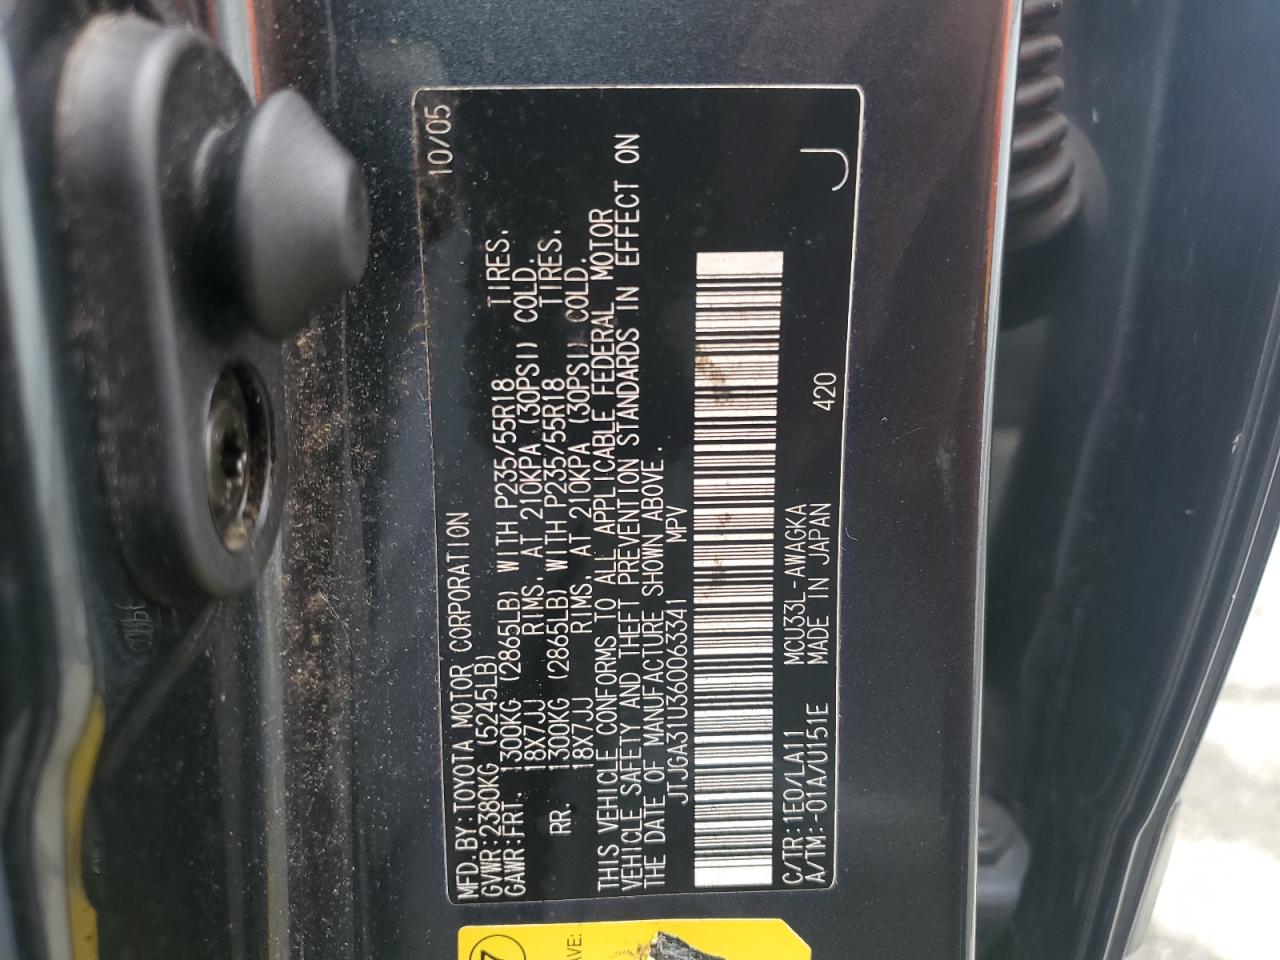 MFD.BY:TOYOTA MOTOR CORPORATION 10/05
GVWR:2380KG (5245LB)
GAWR:FRT. 1300KG (2865LB) WITH P235/55R18 TIRES.
18X7JJ RIMS. AT 210KPA (30PSI) COLD.
RR. 1300KG (2865LB) WITH P235/55R18 TIRES.
18X7JJ RIMS. AT 210KPA (30PSI) COLD.
THIS VEHICLE CONFORMS TO ALL APPLICABLE FEDERAL MOTOR
VEHICLE SAFETY AND THEFT PREVENTION STANDARDS IN EFFECT ON
THE DATE OF MANUFACTURE SHOWN ABOVE.
JTJGA31U360063341 MPV
C/TR:1E0/LA11 MCU33L-AWAGKA
A/TM:-01A/U151E MADE IN JAPAN 420 J
7
AVE: